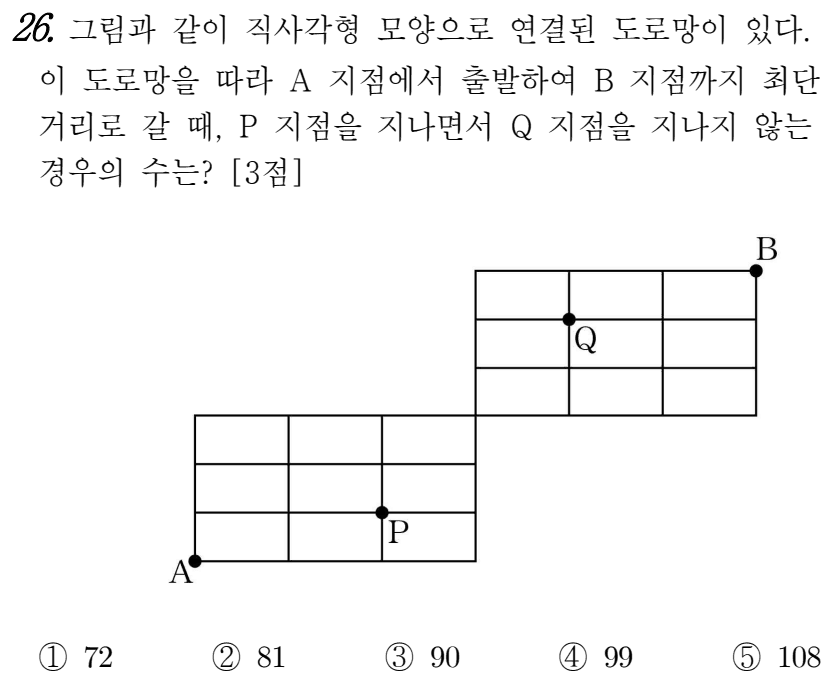 26. 그림과 같이 직사각형 모양으로 연결된 도로망이 있다.
이 도로망을 따라 A 지점에서 출발하여 B 지점까지 최단
거리로 갈 때, P 지점을 지나면서 Q 지점을 지나지 않는
경우의 수는? [3점]
B
Q
P
A
① 72 ② 81 ③ 90 ④ 99 ⑤ 108